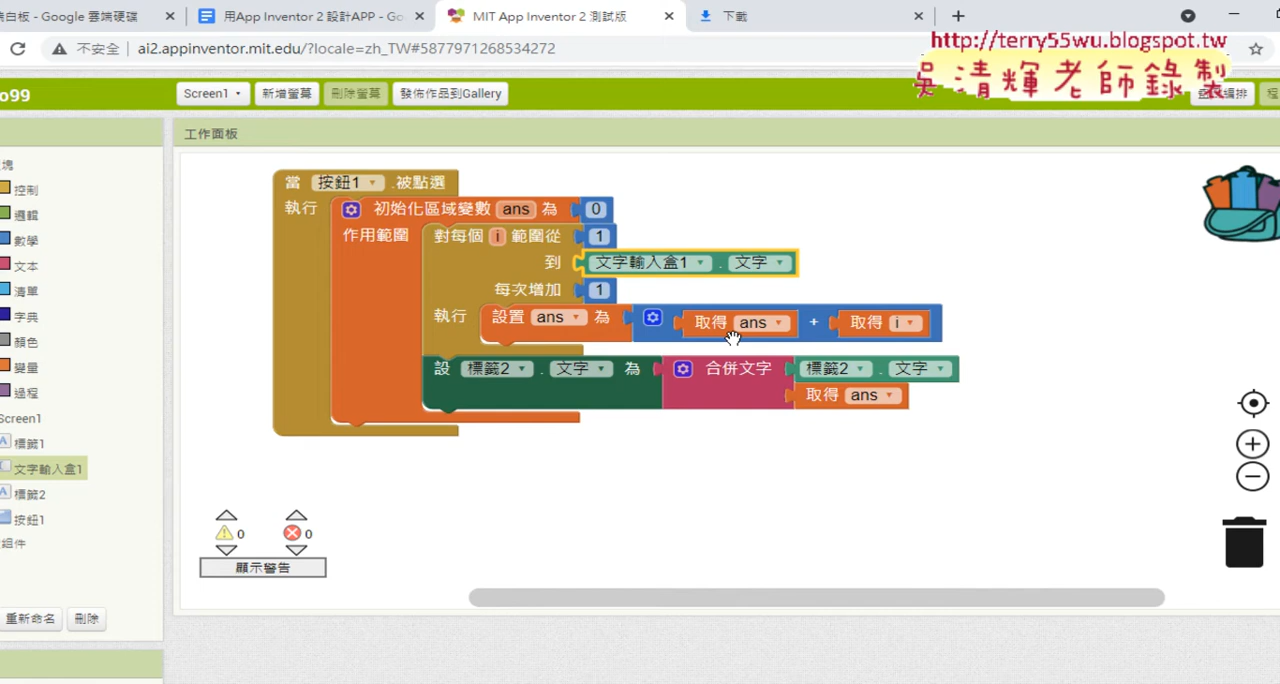 端白板 - Google 雲端硬碟
用App Inventor 2 設計APP - Go
MIT App Inventor 2 測試版
下載
不安全
ai2.appinventor.mit.edu/?locale=zh_TW#5877971268534272
http://terry55wu.blogspot.tw
吳清輝老師錄製
o99
Screen1
新增螢幕
刪除螢幕
發佈作品到Gallery
編排
程
工作面板
塊
控制
邏輯
數學
文本
清單
字典
顏色
變量
過程
Screen1
標籤1
文字輸入盒1
標籤2
按鈕1
組件
重新命名
刪除
當 按鈕1 .被點選
執行 初始化區域變數 ans 為 0
作用範圍 對每個 i 範圍從 1
到 文字輸入盒1 . 文字
每次增加 1
執行 設置 ans 為 取得 ans + 取得 i
設 標籤2 . 文字 為 合併文字 標籤2 . 文字
取得 ans
0 0
顯示警告